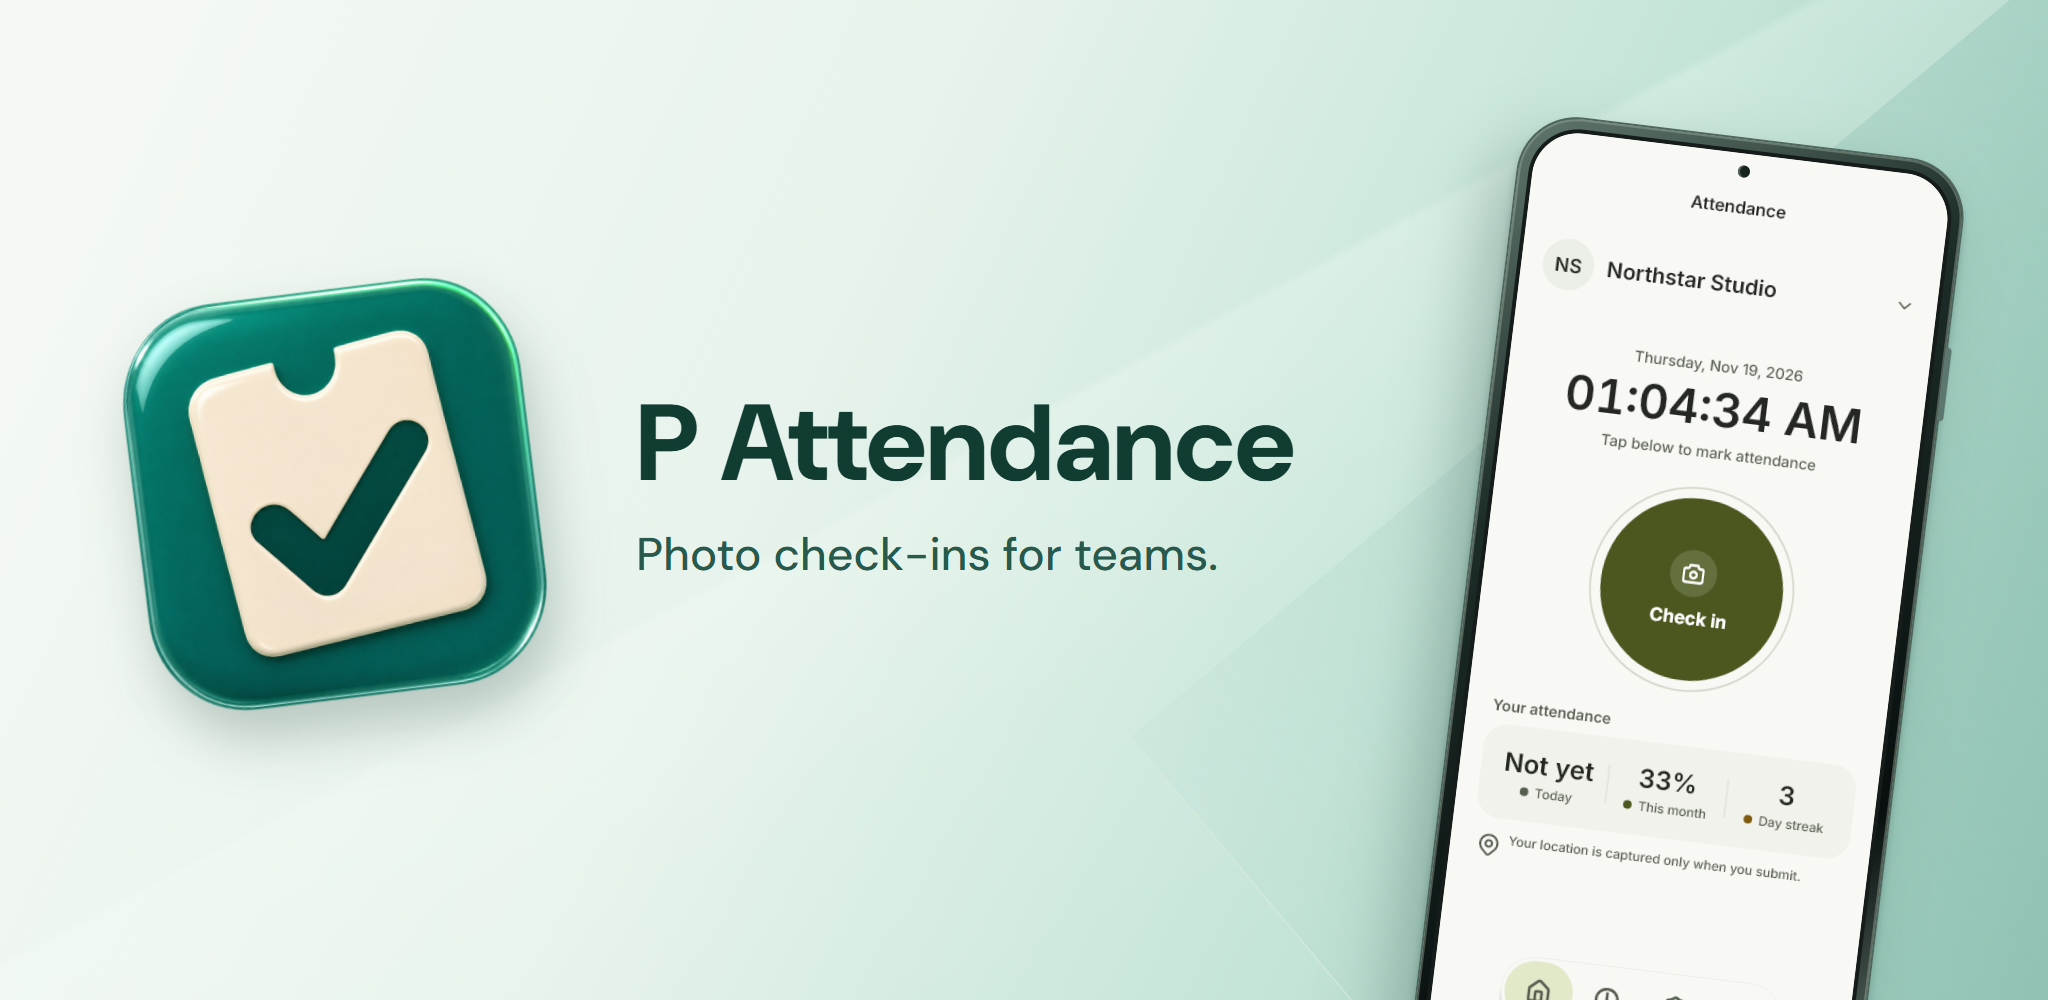 P Attendance
Photo check-ins for teams.
Attendance
NS
Northstar Studio
Thursday, Nov 19, 2026
01:04:34 AM
Tap below to mark attendance
Check in
Your attendance
Not yet
Today
33%
This month
3
Day streak
Your location is captured only when you submit.